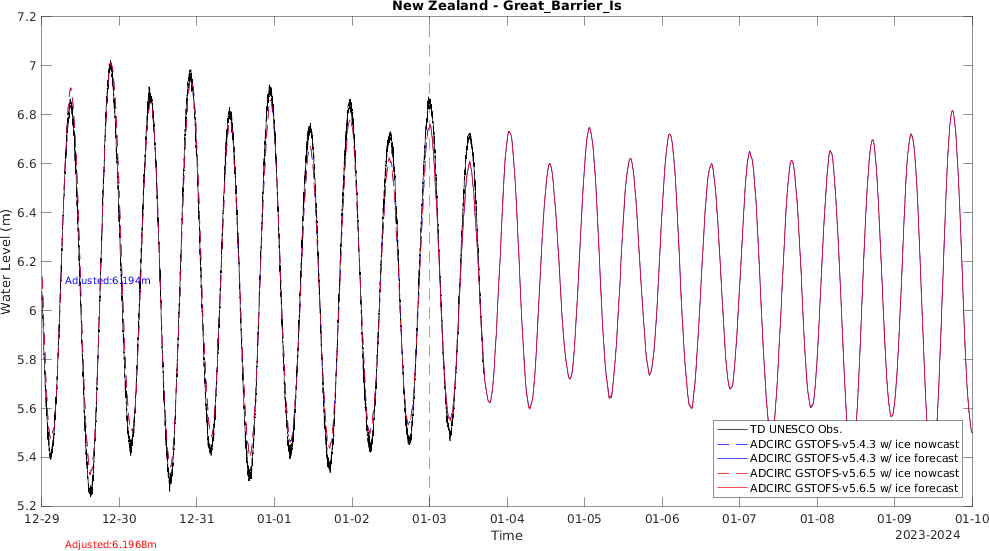 New Zealand - Great_Barrier_Is
7.2
7
6.8
6.6
6.4
6.2
6
5.8
5.6
5.4
5.2
Water Level (m)
Adjusted:6.194m
TD UNESCO Obs.
ADCIRC GSTOFS-v5.4.3 w/ ice nowcast
ADCIRC GSTOFS-v5.4.3 w/ ice forecast
ADCIRC GSTOFS-v5.6.5 w/ ice nowcast
ADCIRC GSTOFS-v5.6.5 w/ ice forecast
12-29 12-30 12-31 01-01 01-02 01-03 01-04 01-05 01-06 01-07 01-08 01-09 01-10
Time
2023-2024
Adjusted:6.1968m